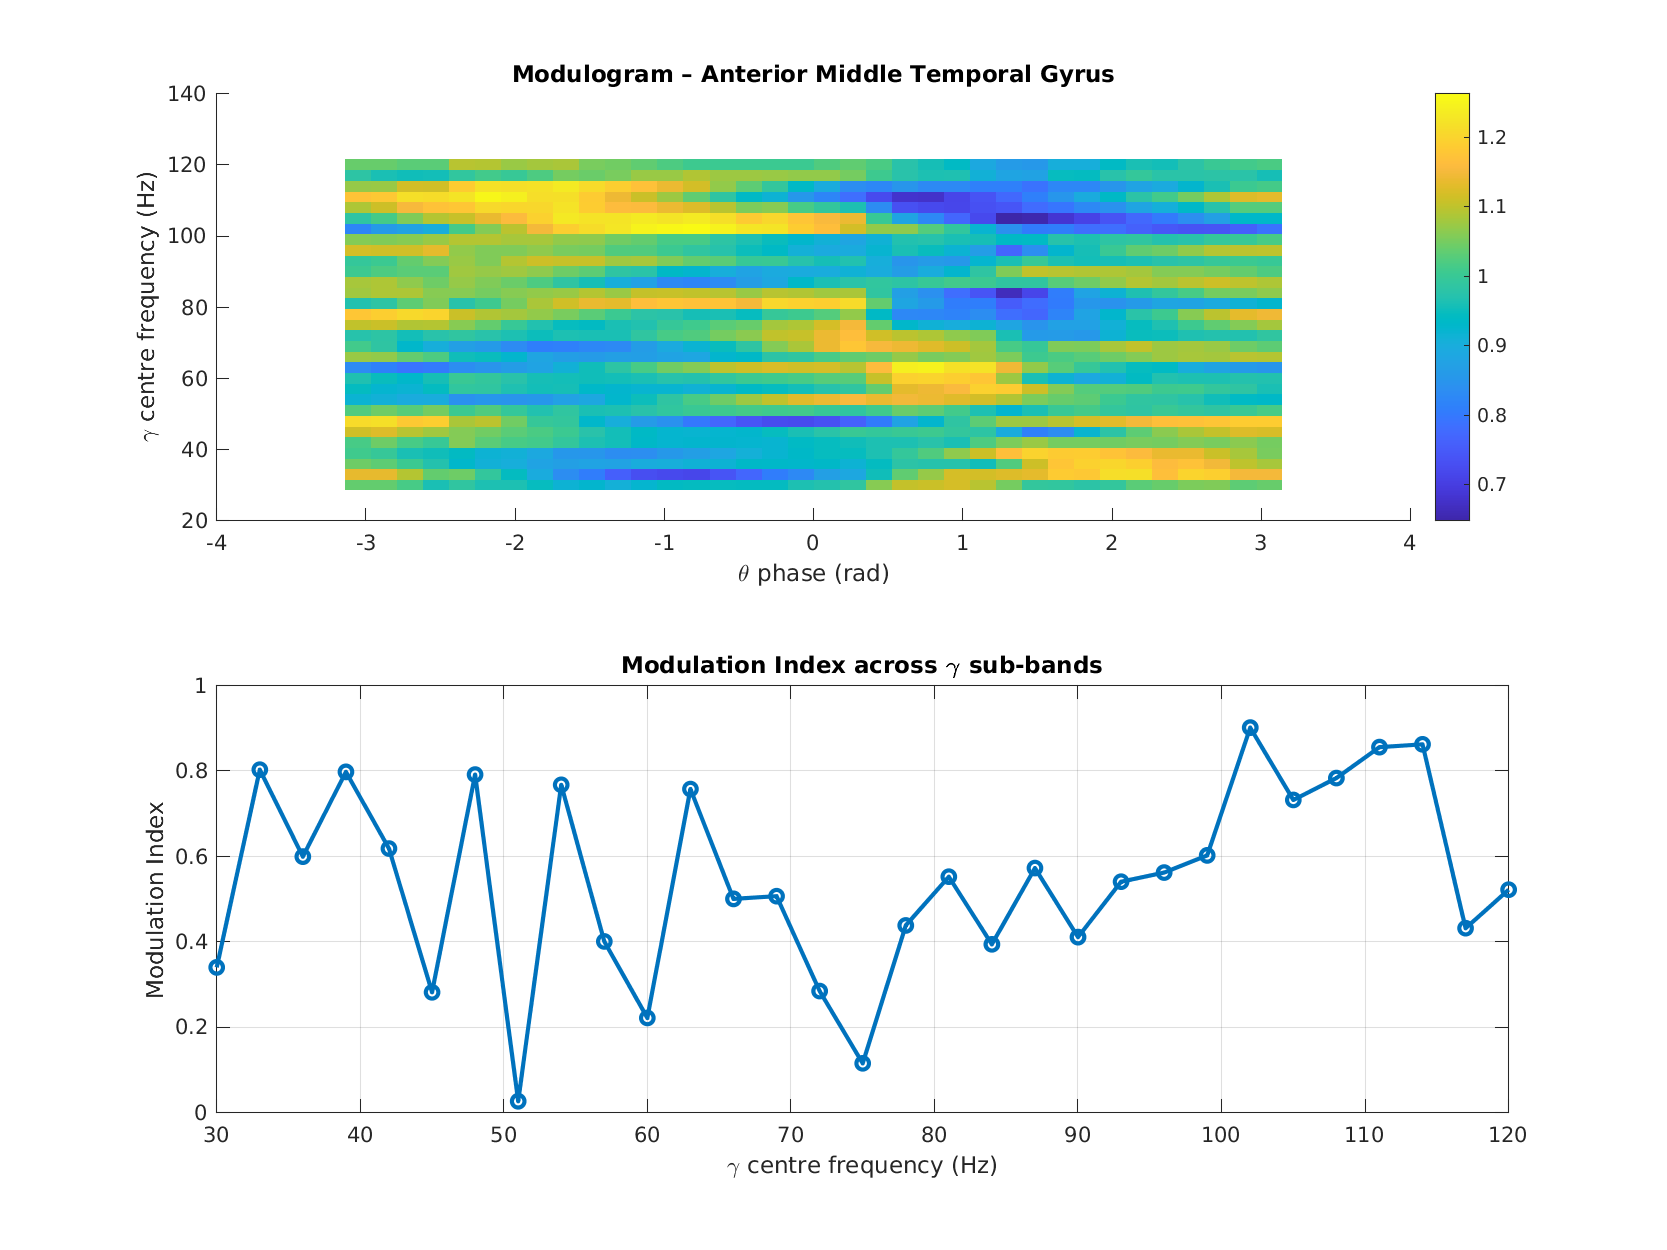 Modulogram – Anterior Middle Temporal Gyrus
140
120
100
80
60
40
20
γ centre frequency (Hz)
-4 -3 -2 -1 0 1 2 3 4
θ phase (rad)
1.2
1.1
1
0.9
0.8
0.7
Modulation Index across γ sub-bands
1
0.8
0.6
0.4
0.2
0
Modulation Index
30 40 50 60 70 80 90 100 110 120
γ centre frequency (Hz)